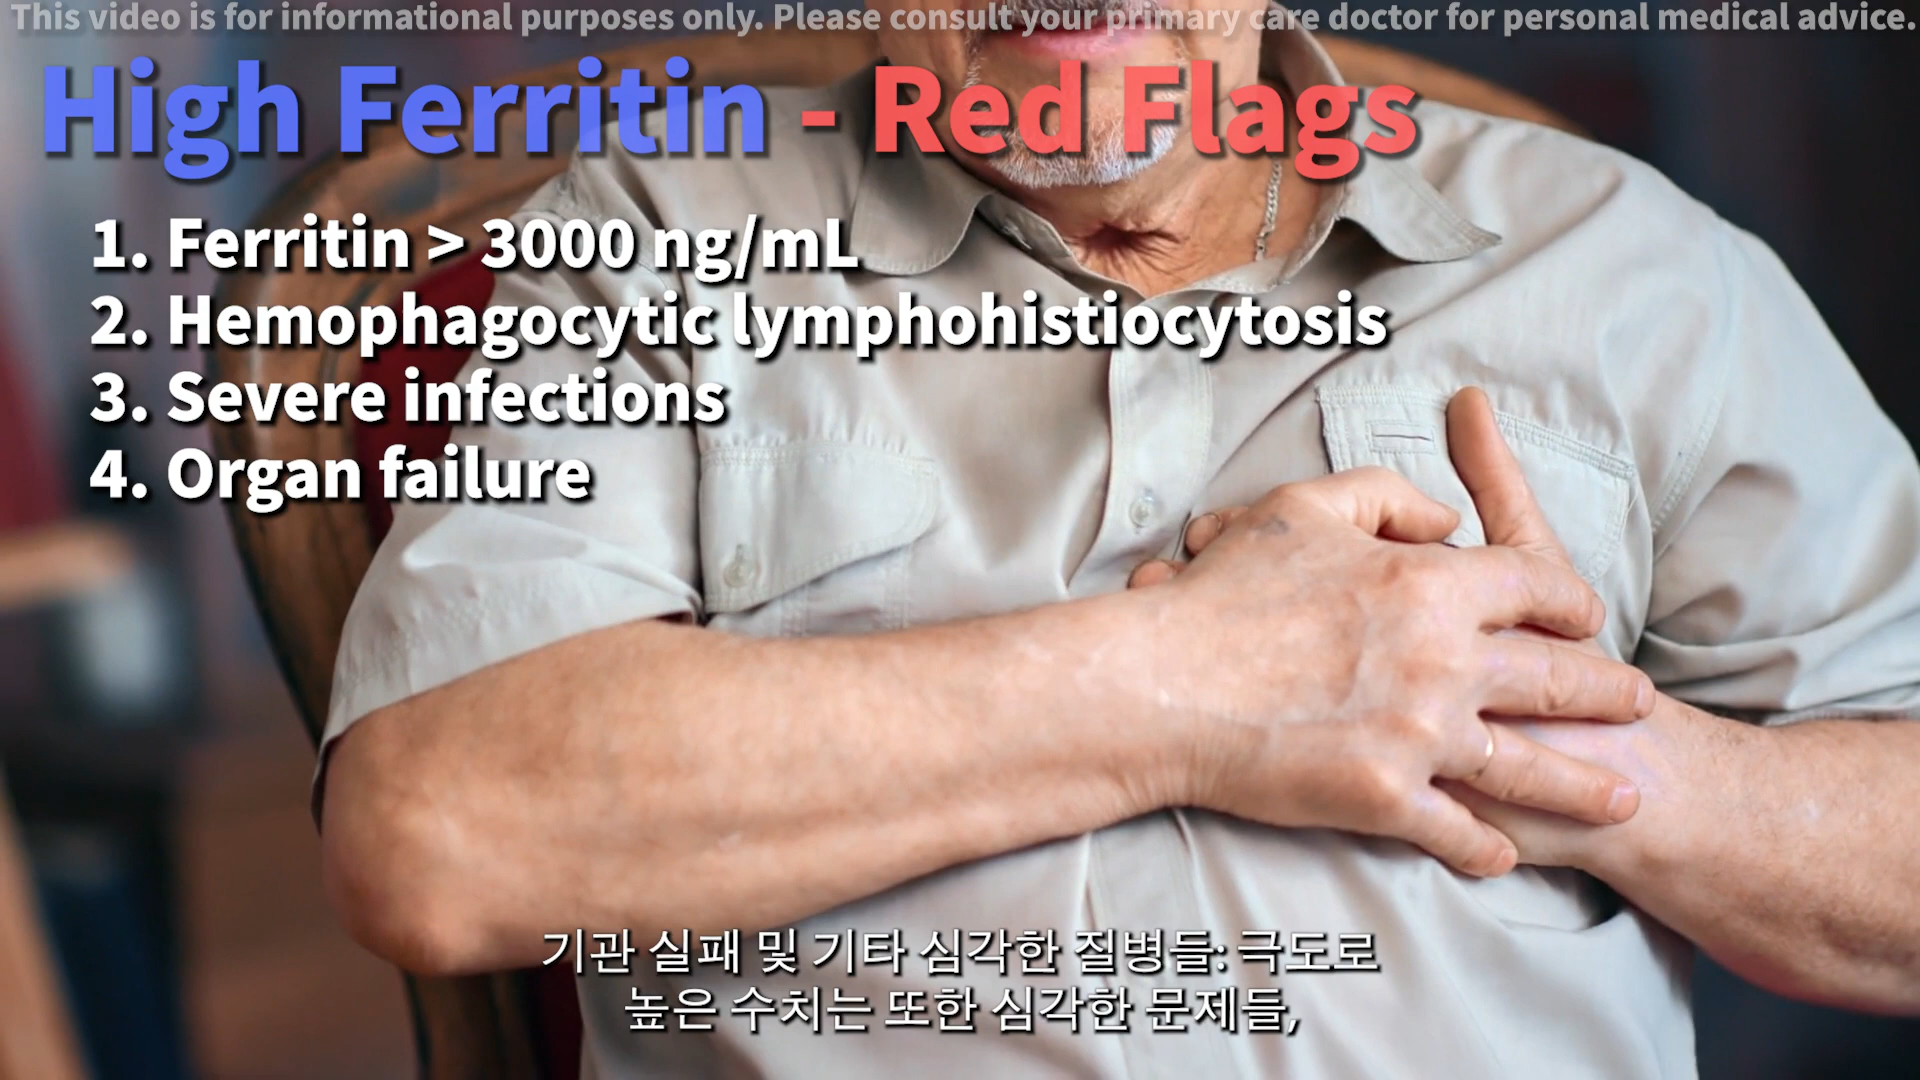 This video is for informational purposes only. Please consult your primary care doctor for personal medical advice.
High Ferritin - Red Flags
1. Ferritin > 3000 ng/mL
2. Hemophagocytic lymphohistiocytosis
3. Severe infections
4. Organ failure
기관 실패 및 기타 심각한 질병들: 극도로
높은 수치는 또한 심각한 문제들,